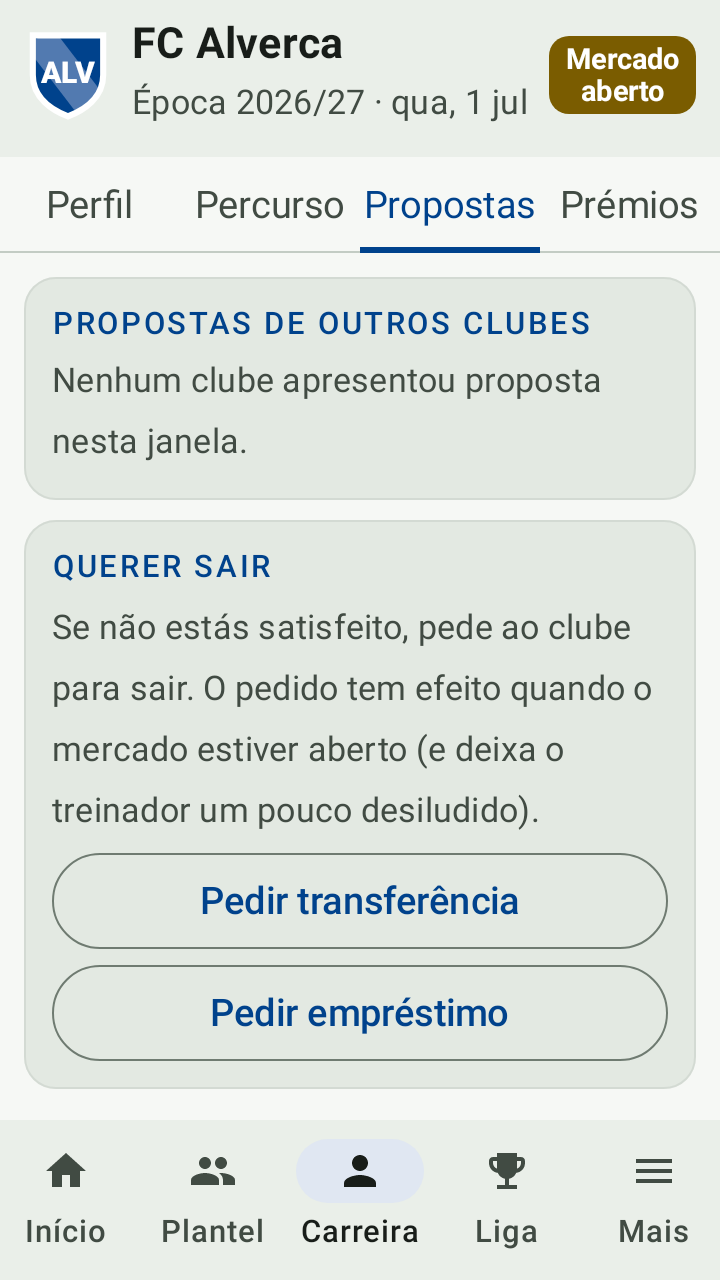 FC Alverca
ALV
Época 2026/27 · qua, 1 jul
Mercado
aberto
Perfil
Percurso
Propostas
Prémios
PROPOSTAS DE OUTROS CLUBES
Nenhum clube apresentou proposta
nesta janela.
QUERER SAIR
Se não estás satisfeito, pede ao clube
para sair. O pedido tem efeito quando o
mercado estiver aberto (e deixa o
treinador um pouco desiludido).
Pedir transferência
Pedir empréstimo
Início
Plantel
Carreira
Liga
Mais